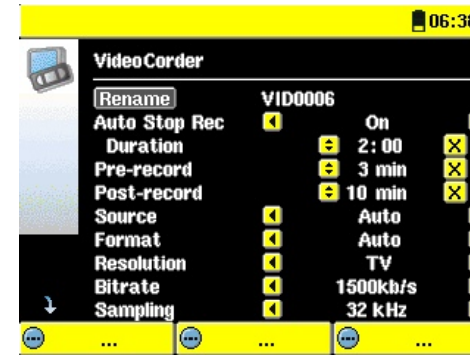 06:38
VideoCorder
Rename VID0006
Auto Stop Rec On
Duration 2:00 X
Pre-record 3 min X
Post-record 10 min X
Source Auto
Format Auto
Resolution TV
Bitrate 1500kb/s
Sampling 32 kHz
... ... ...